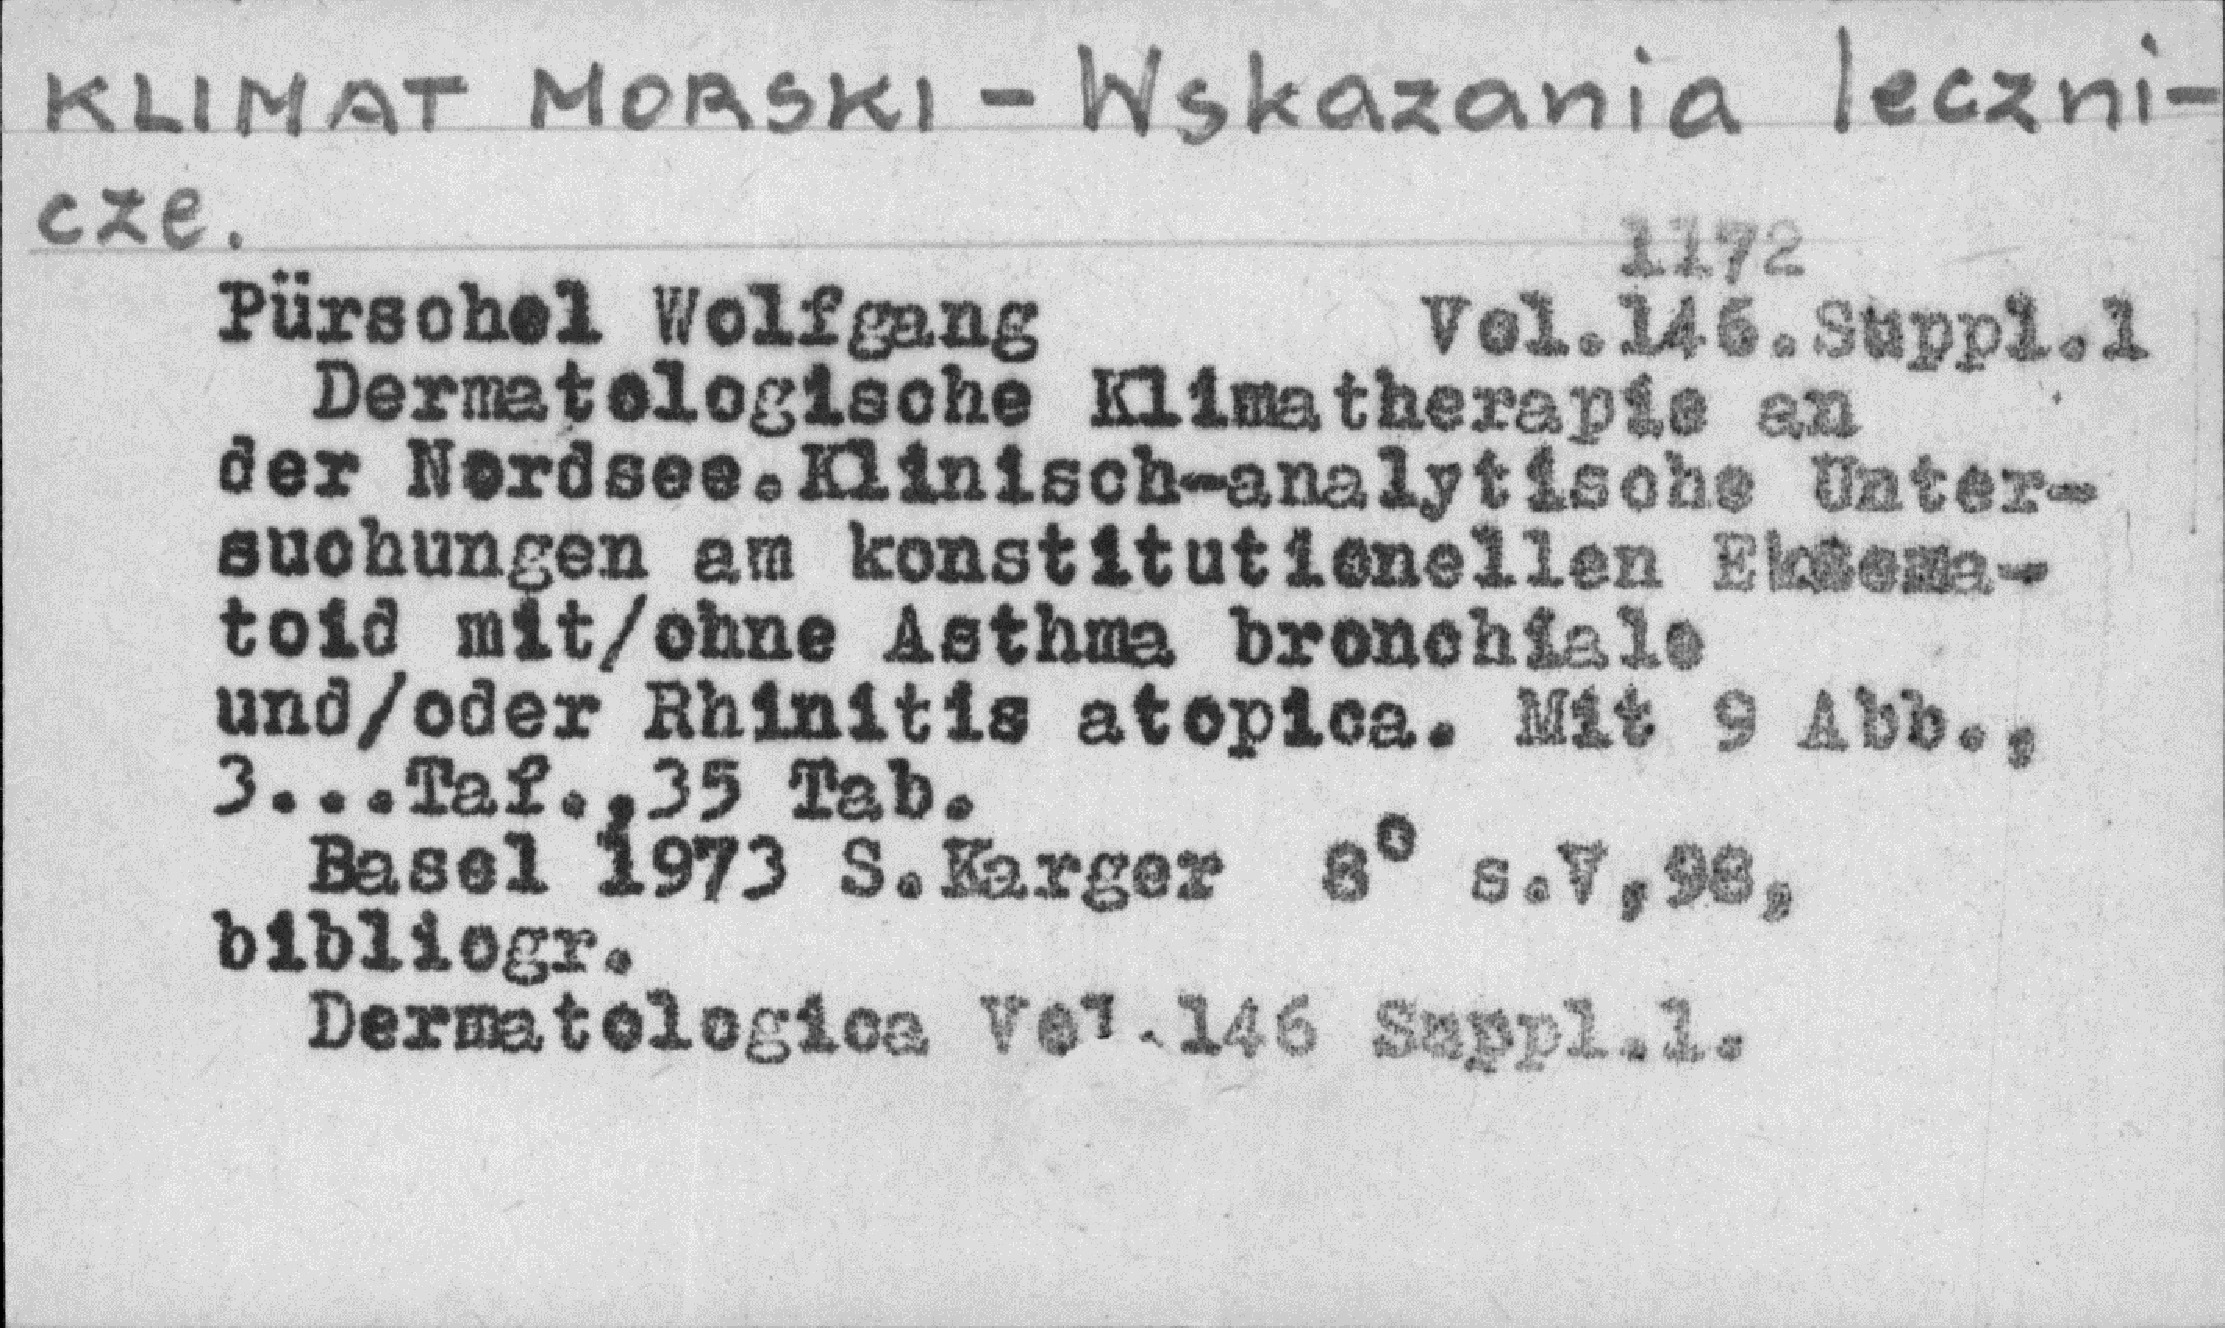 KLIMAT MORSKI - Wskazania leczni-
cze.
1172
Pürschel Wolfgang Vol.146.Suppl.1
Dermatologische Klimatherapie an
der Nordsee.Klinisch-analytische Unter-
suchungen am konstitutionellen Ekzema-
toid mit/ohne Asthma bronchiale
und/oder Rhinitis atopica. Mit 9 Abb.,
3...Taf.,35 Tab.
Basel 1973 S.Karger 8° s.V,98,
bibliogr.
Dermatologica Vol.146 Suppl.1.